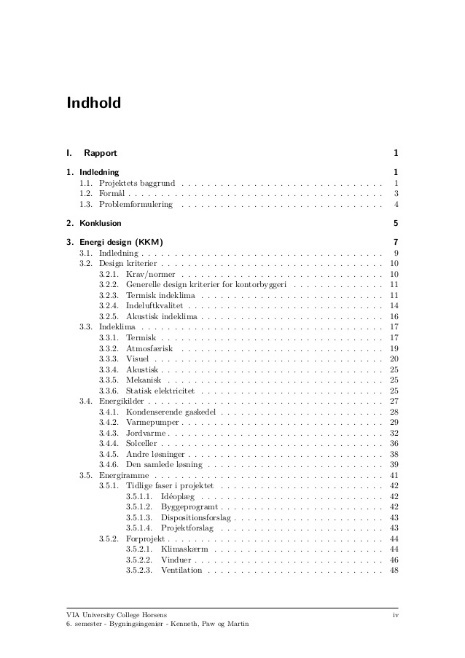 Indhold
I. Rapport 1
1. Indledning 1
1.1. Projektets baggrund . . . . . . . . . . . . . . . . . . . . . . . . . . . . . . . 1
1.2. Formål . . . . . . . . . . . . . . . . . . . . . . . . . . . . . . . . . . . . . . . 3
1.3. Problemformulering . . . . . . . . . . . . . . . . . . . . . . . . . . . . . . . 4
2. Konklusion 5
3. Energi design (KKM) 7
3.1. Indledning . . . . . . . . . . . . . . . . . . . . . . . . . . . . . . . . . . . . . 9
3.2. Design kriterier . . . . . . . . . . . . . . . . . . . . . . . . . . . . . . . . . . 10
3.2.1. Krav/normer . . . . . . . . . . . . . . . . . . . . . . . . . . . . . . . . 10
3.2.2. Generelle design kriterier for kontorbyggeri . . . . . . . . . . . . . . 11
3.2.3. Termisk indeklima . . . . . . . . . . . . . . . . . . . . . . . . . . . . . 11
3.2.4. Indeluftkvalitet . . . . . . . . . . . . . . . . . . . . . . . . . . . . . . 14
3.2.5. Akustisk indeklima . . . . . . . . . . . . . . . . . . . . . . . . . . . . 16
3.3. Indeklima . . . . . . . . . . . . . . . . . . . . . . . . . . . . . . . . . . . . . 17
3.3.1. Termisk . . . . . . . . . . . . . . . . . . . . . . . . . . . . . . . . . . . 17
3.3.2. Atmosfærisk . . . . . . . . . . . . . . . . . . . . . . . . . . . . . . . . 19
3.3.3. Visuel . . . . . . . . . . . . . . . . . . . . . . . . . . . . . . . . . . . . 20
3.3.4. Akustisk . . . . . . . . . . . . . . . . . . . . . . . . . . . . . . . . . . 25
3.3.5. Mekanisk . . . . . . . . . . . . . . . . . . . . . . . . . . . . . . . . . . 25
3.3.6. Statisk elektricitet . . . . . . . . . . . . . . . . . . . . . . . . . . . . 25
3.4. Energikilder . . . . . . . . . . . . . . . . . . . . . . . . . . . . . . . . . . . . 27
3.4.1. Kondenserende gaskedel . . . . . . . . . . . . . . . . . . . . . . . . . 28
3.4.2. Varmepumper . . . . . . . . . . . . . . . . . . . . . . . . . . . . . . . 29
3.4.3. Jordvarme . . . . . . . . . . . . . . . . . . . . . . . . . . . . . . . . . 32
3.4.4. Solceller . . . . . . . . . . . . . . . . . . . . . . . . . . . . . . . . . . 36
3.4.5. Andre løsninger . . . . . . . . . . . . . . . . . . . . . . . . . . . . . . 38
3.4.6. Den samlede løsning . . . . . . . . . . . . . . . . . . . . . . . . . . . 39
3.5. Energiramme . . . . . . . . . . . . . . . . . . . . . . . . . . . . . . . . . . . 41
3.5.1. Tidlige faser i projektet . . . . . . . . . . . . . . . . . . . . . . . . . 42
3.5.1.1. Idéoplæg . . . . . . . . . . . . . . . . . . . . . . . . . . . . . 42
3.5.1.2. Byggeprogramt . . . . . . . . . . . . . . . . . . . . . . . . . 42
3.5.1.3. Dispositionsforslag . . . . . . . . . . . . . . . . . . . . . . . 43
3.5.1.4. Projektforslag . . . . . . . . . . . . . . . . . . . . . . . . . 43
3.5.2. Forprojekt . . . . . . . . . . . . . . . . . . . . . . . . . . . . . . . . . 44
3.5.2.1. Klimaskærm . . . . . . . . . . . . . . . . . . . . . . . . . . . 44
3.5.2.2. Vinduer . . . . . . . . . . . . . . . . . . . . . . . . . . . . . 46
3.5.2.3. Ventilation . . . . . . . . . . . . . . . . . . . . . . . . . . . 48
VIA University College Horsens iv
6. semester - Bygningsingeniør - Kenneth, Paw og Martin